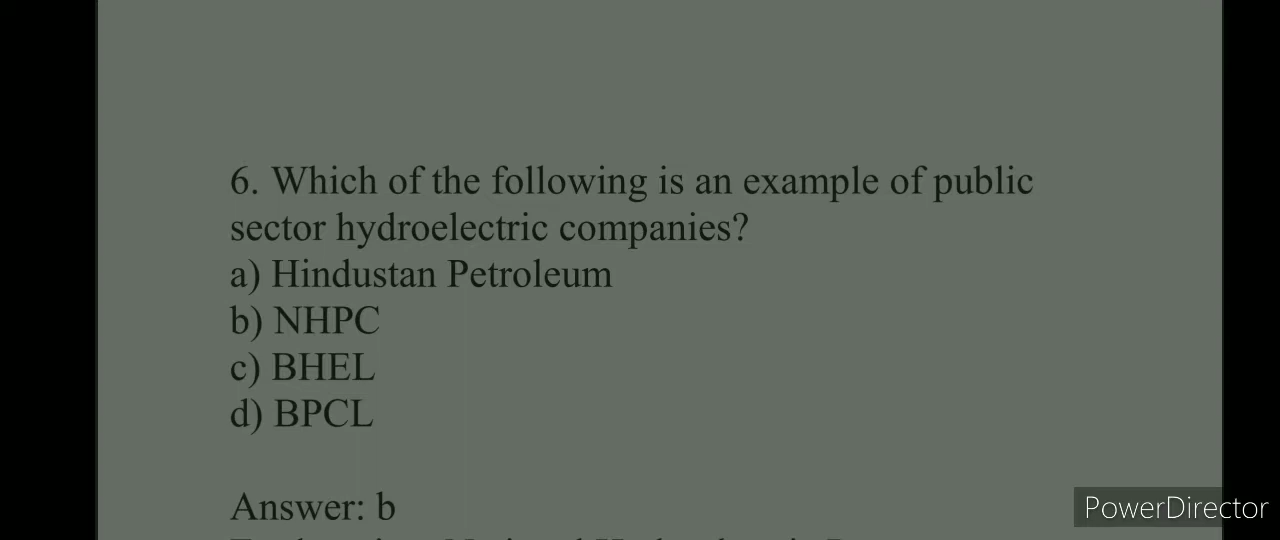 6. Which of the following is an example of public
sector hydroelectric companies?
a) Hindustan Petroleum
b) NHPC
c) BHEL
d) BPCL
Answer: b
PowerDirector